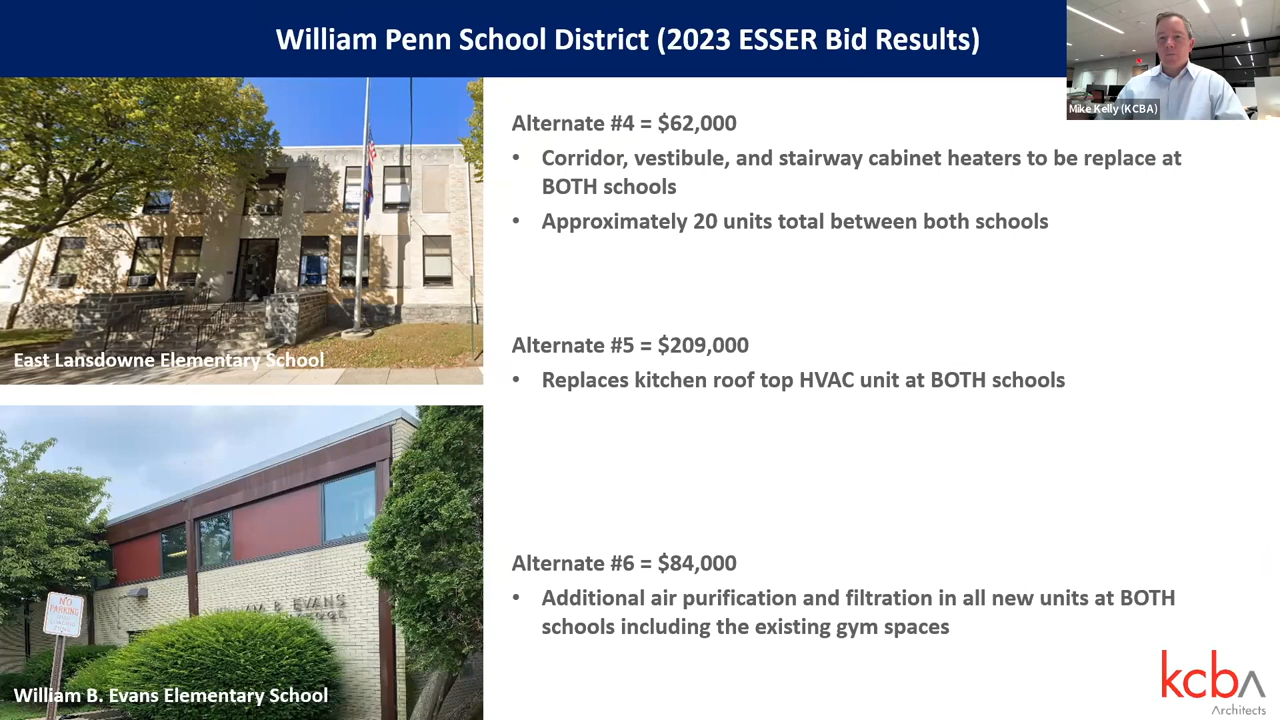 William Penn School District (2023 ESSER Bid Results)
Mike Kelly (KCBA)
Alternate #4 = $62,000
• Corridor, vestibule, and stairway cabinet heaters to be replace at
BOTH schools
• Approximately 20 units total between both schools
East Lansdowne Elementary School
Alternate #5 = $209,000
• Replaces kitchen roof top HVAC unit at BOTH schools
Alternate #6 = $84,000
• Additional air purification and filtration in all new units at BOTH
schools including the existing gym spaces
NO
PARKING
EVANS
William B. Evans Elementary School
kcba
Architects